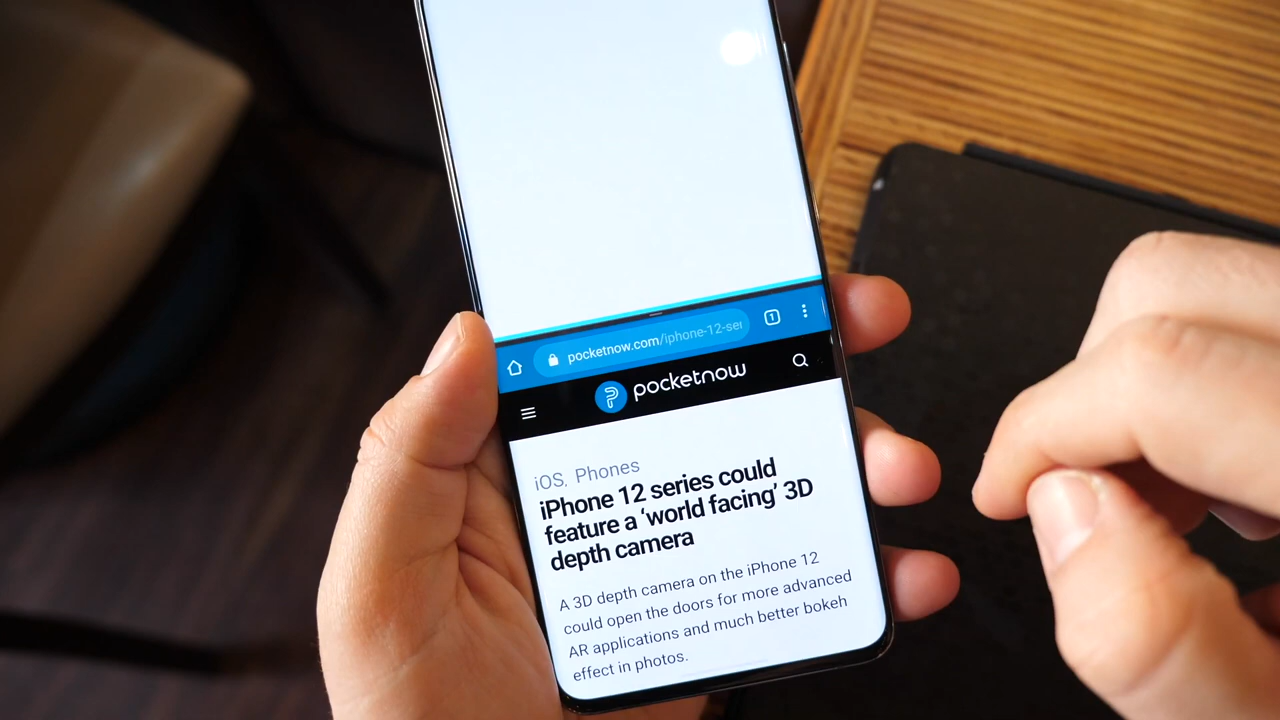 pocketnow.com/iphone-12-ser
1
pocketnow
iOS, Phones
iPhone 12 series could
feature a ‘world facing’ 3D
depth camera
A 3D depth camera on the iPhone 12
could open the doors for more advanced
AR applications and much better bokeh
effect in photos.